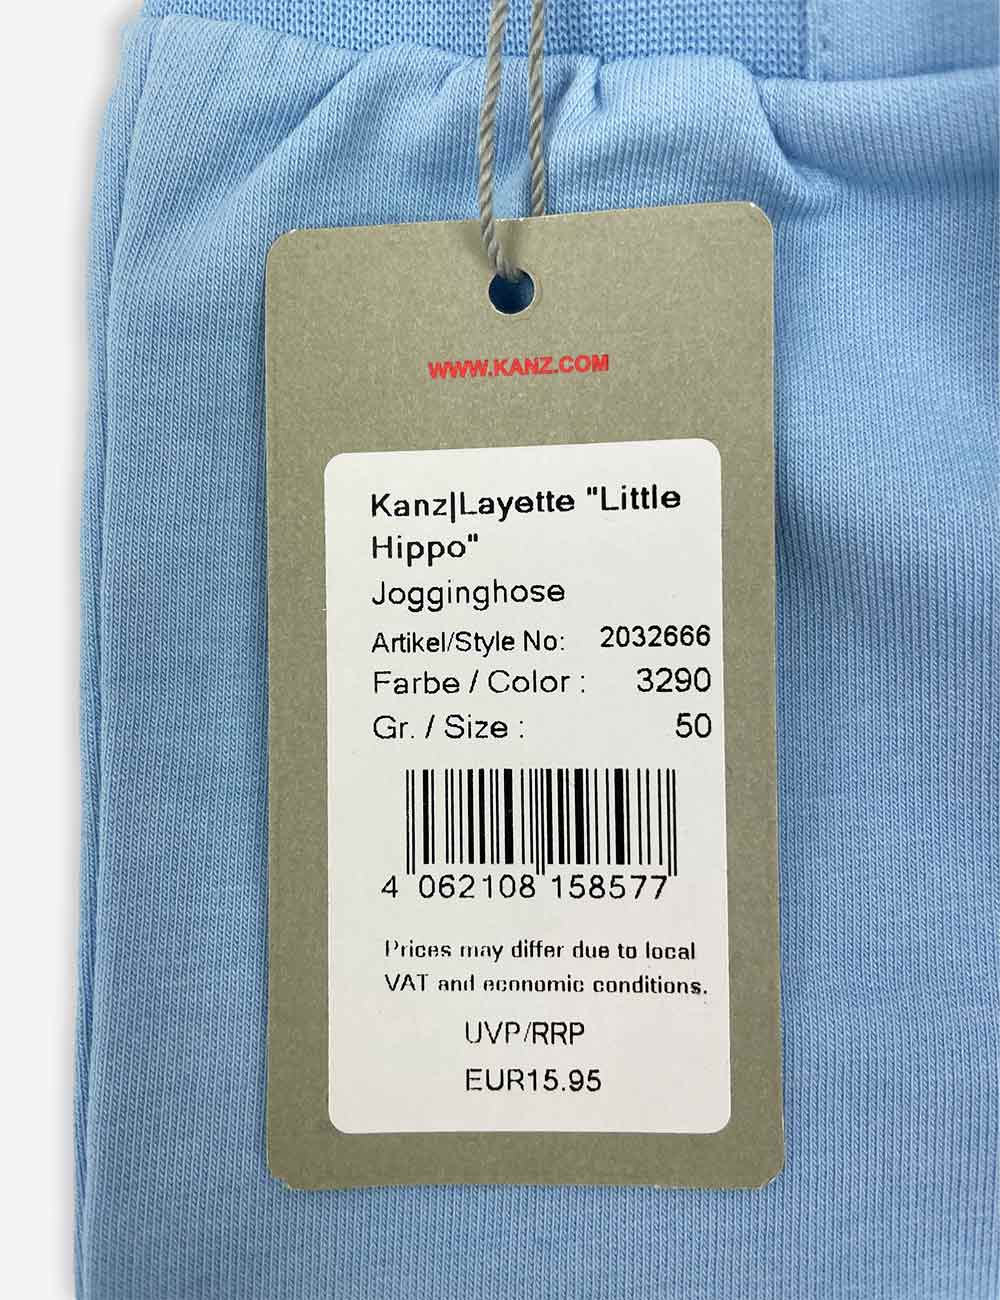 WWW.KANZ.COM
Kanz|Layette "Little
Hippo"
Jogginghose
Artikel/Style No: 2032666
Farbe / Color : 3290
Gr. / Size : 50
4 062108 158577
Prices may differ due to local
VAT and economic conditions.
UVP/RRP
EUR15.95